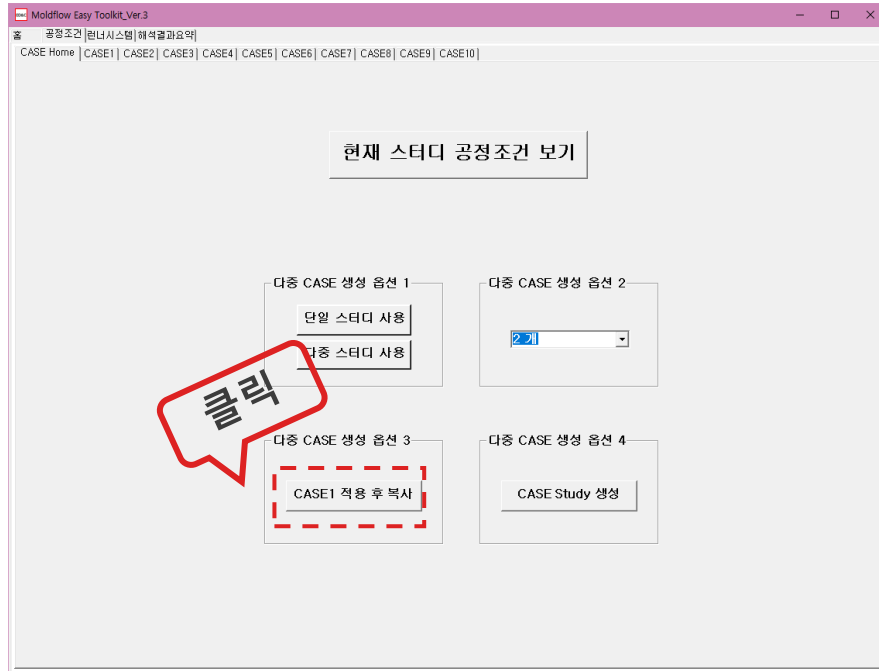 Moldflow Easy Toolkit_Ver.3
홈 공정조건 런너시스템 해석결과요약
CASE Home CASE1 CASE2 CASE3 CASE4 CASE5 CASE6 CASE7 CASE8 CASE9 CASE10
현재 스터디 공정조건 보기
다중 CASE 생성 옵션 1
단일 스터디 사용
다중 스터디 사용
다중 CASE 생성 옵션 2
2 개
클릭
다중 CASE 생성 옵션 3
CASE1 적용 후 복사
다중 CASE 생성 옵션 4
CASE Study 생성